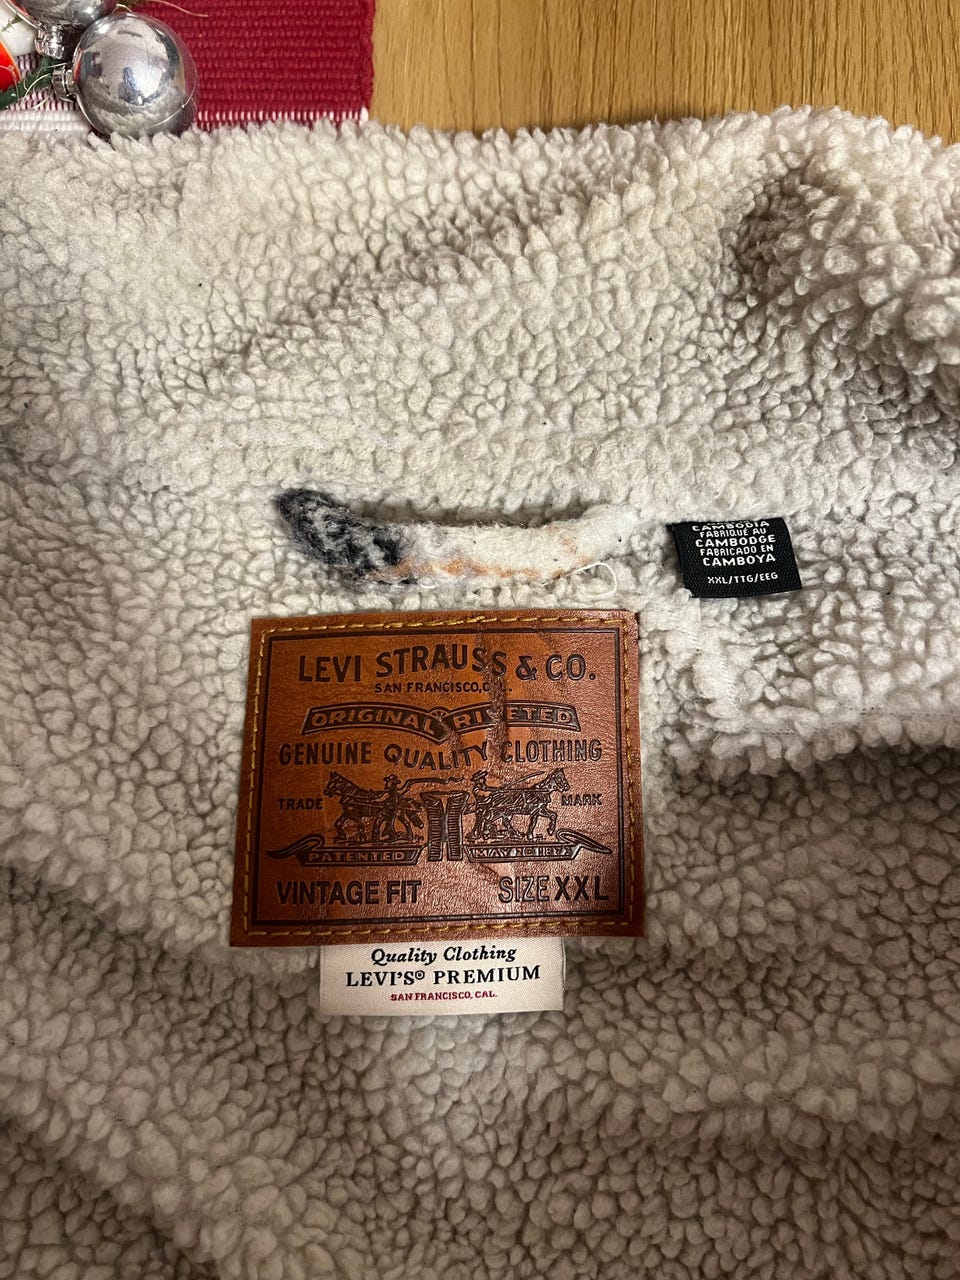 CAMBODIA
FABRIQUÉ AU
CAMBODGE
FABRICADO EN
CAMBOYA
XXL/TTG/EEG
LEVI STRAUSS & CO.
SAN FRANCISCO, CAL.
ORIGINAL RIVETED
GENUINE QUALITY CLOTHING
TRADE MARK
PATENTED MAY 20 1873
VINTAGE FIT SIZE XXL
Quality Clothing
LEVI'S® PREMIUM
SAN FRANCISCO, CAL.